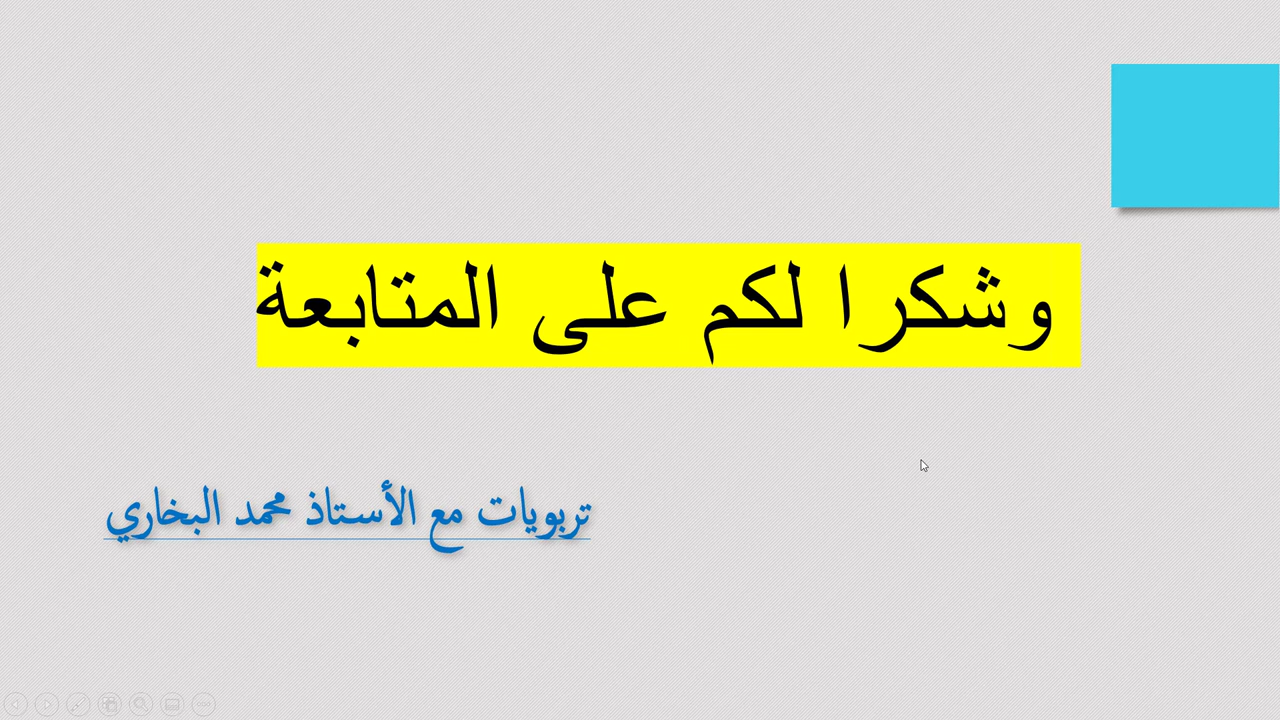 وشكرا لكم على المتابعة
تربويات مع الأستاذ محمد البخاري